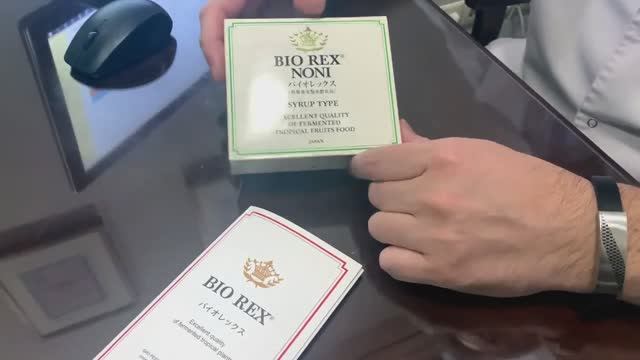 BIO REX®
NONI
バイオレックス
SYRUP TYPE
EXCELLENT QUALITY
OF FERMENTED
TROPICAL FRUITS FOOD
JAPAN
BIO REX®
バイオレックス
Excellent quality
of fermented tropical plant